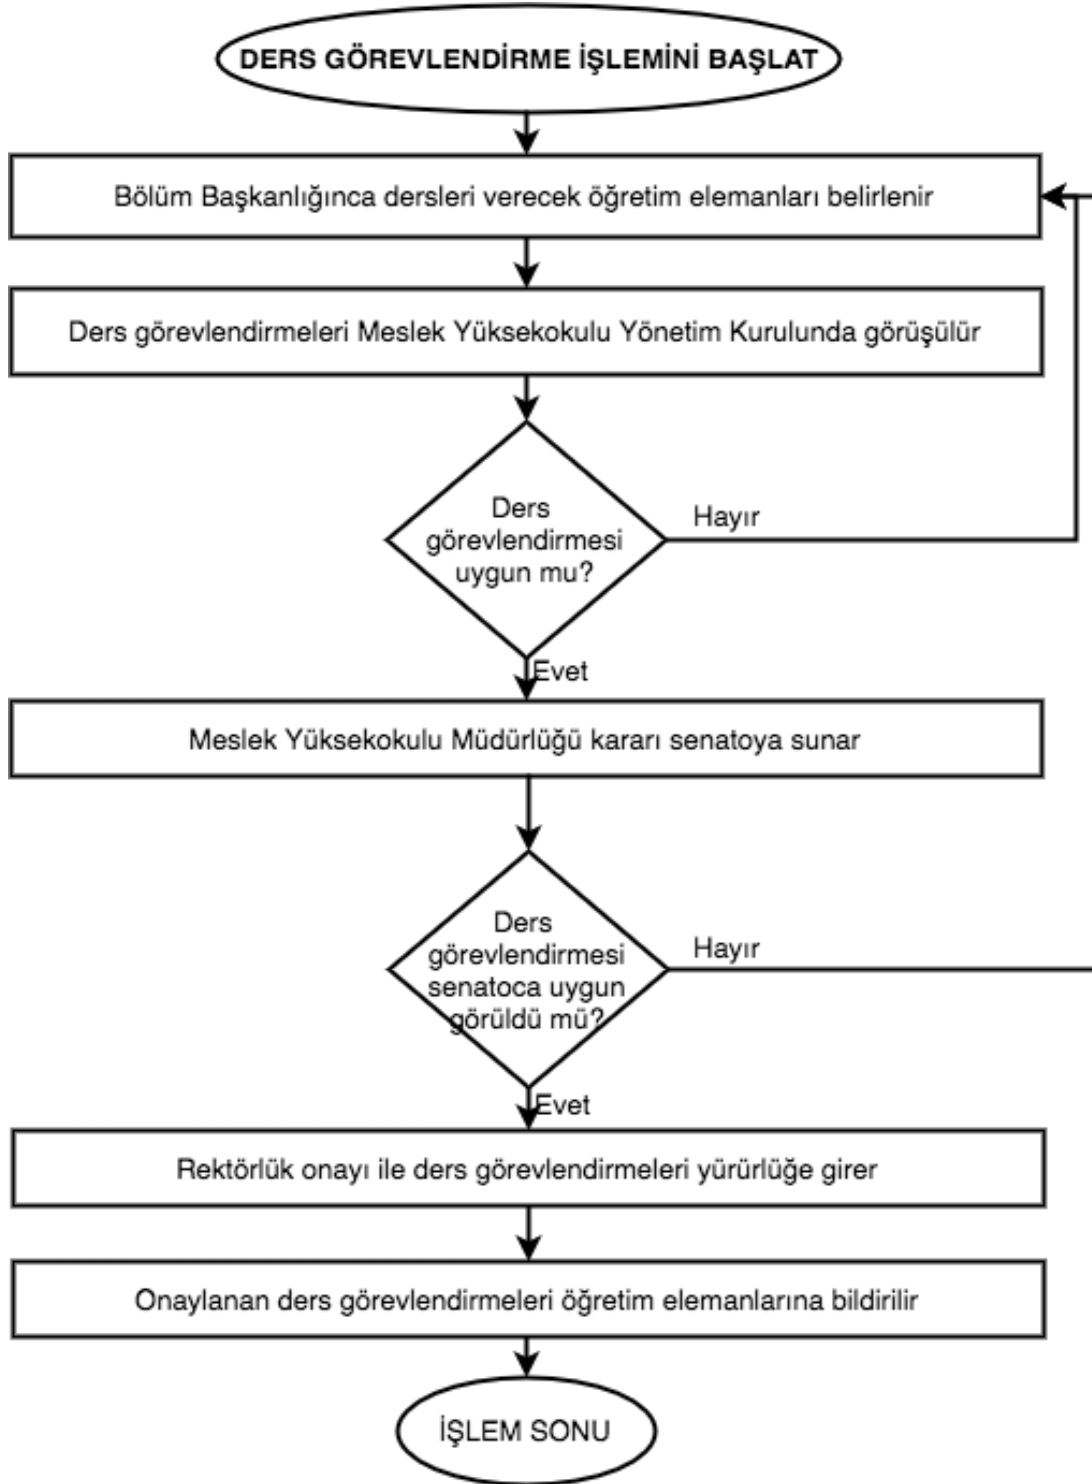 DERS GÖREVLENDİRME İŞLEMİNİ BAŞLAT
Bölüm Başkanlığınca dersleri verecek öğretim elemanları belirlenir
Ders görevlendirmeleri Meslek Yüksekokulu Yönetim Kurulunda görüşülür
Ders
görevlendirmesi
uygun mu?
Hayır
Evet
Meslek Yüksekokulu Müdürlüğü kararı senatoya sunar
Ders
görevlendirmesi
senatoca uygun
görüldü mü?
Hayır
Evet
Rektörlük onayı ile ders görevlendirmeleri yürürlüğe girer
Onaylanan ders görevlendirmeleri öğretim elemanlarına bildirilir
İŞLEM SONU